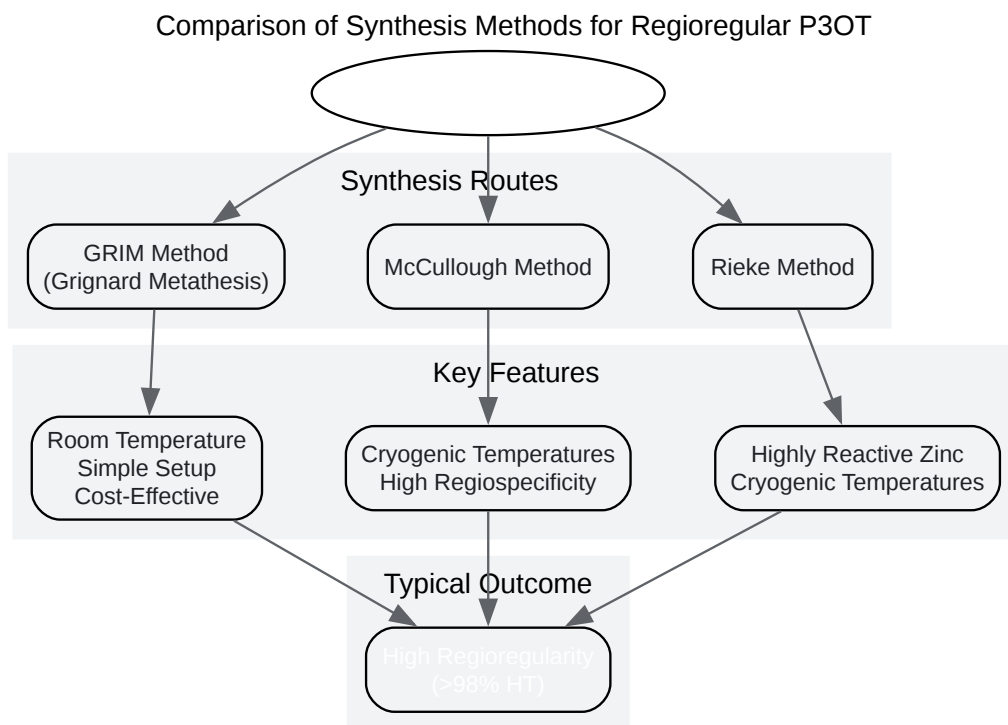 Comparison of Synthesis Methods for Regioregular P3OT
Synthesis Routes
GRIM Method
(Grignard Metathesis)
McCullough Method
Rieke Method
Key Features
Room Temperature
Simple Setup
Cost-Effective
Cryogenic Temperatures
High Regiospecificity
Highly Reactive Zinc
Cryogenic Temperatures
Typical Outcome
High Regioregularity
(>98% HT)